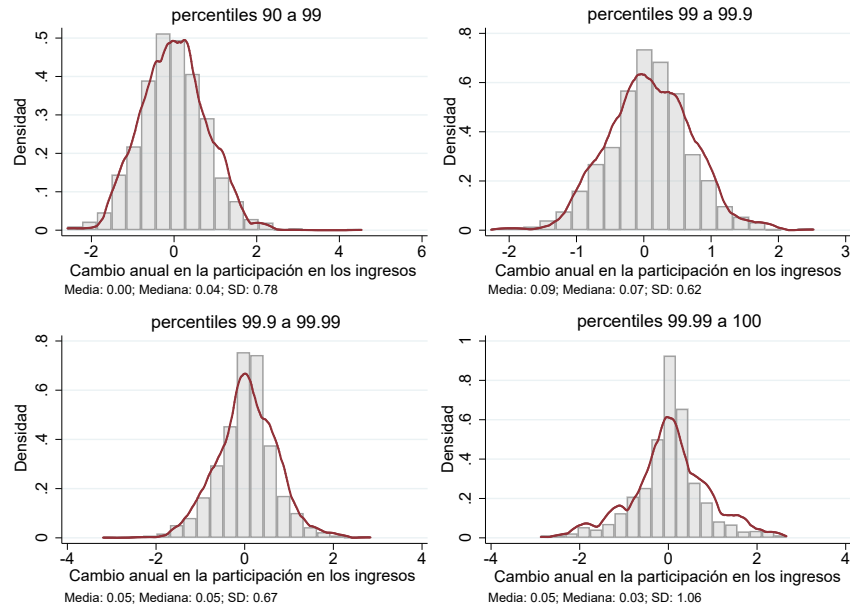 percentiles 90 a 99
Densidad
.5
.4
.3
.2
.1
0
-2
0
2
4
6
Cambio anual en la participación en los ingresos
Media: 0.00; Mediana: 0.04; SD: 0.78
percentiles 99 a 99.9
Densidad
.8
.6
.4
.2
0
-2
-1
0
1
2
3
Cambio anual en la participación en los ingresos
Media: 0.09; Mediana: 0.07; SD: 0.62
percentiles 99.9 a 99.99
Densidad
.8
.6
.4
.2
0
-4
-2
0
2
4
Cambio anual en la participación en los ingresos
Media: 0.05; Mediana: 0.05; SD: 0.67
percentiles 99.99 a 100
Densidad
1
.8
.6
.4
.2
0
-4
-2
0
2
4
Cambio anual en la participación en los ingresos
Media: 0.05; Mediana: 0.03; SD: 1.06